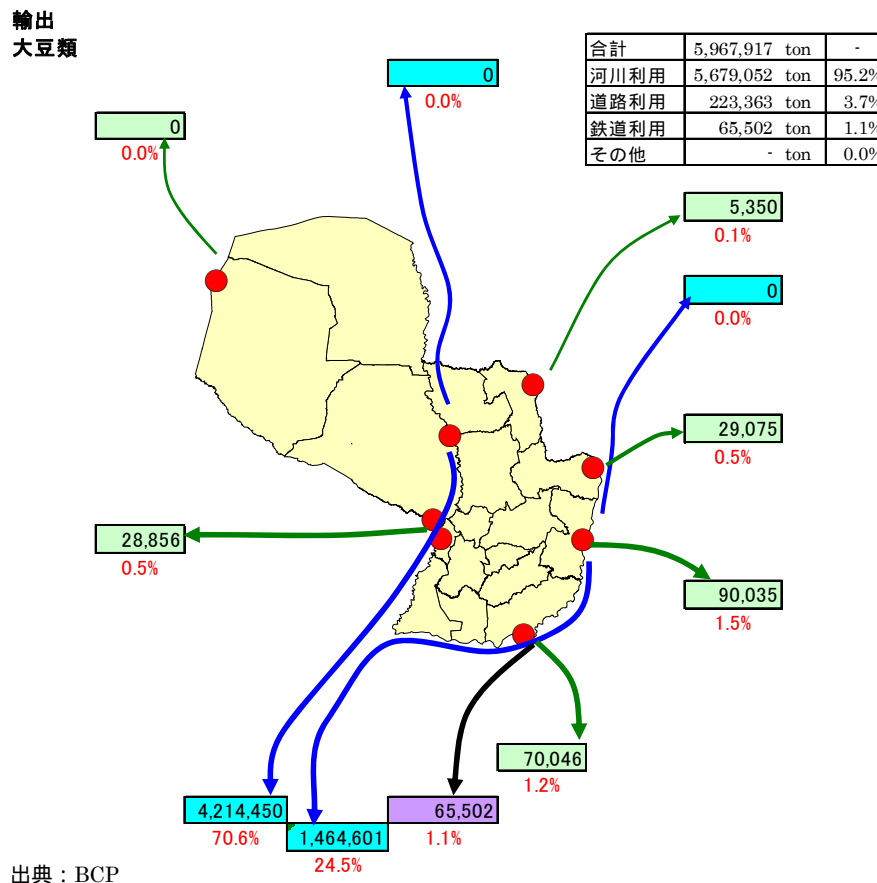 輸出
大豆類
合計 5,967,917 ton -
河川利用 5,679,052 ton 95.2%
道路利用 223,363 ton 3.7%
鉄道利用 65,502 ton 1.1%
その他 - ton 0.0%
0
0.0%
0
0.0%
5,350
0.1%
0
0.0%
29,075
0.5%
28,856
0.5%
90,035
1.5%
70,046
1.2%
4,214,450
70.6%
1,464,601
24.5%
65,502
1.1%
出典：BCP